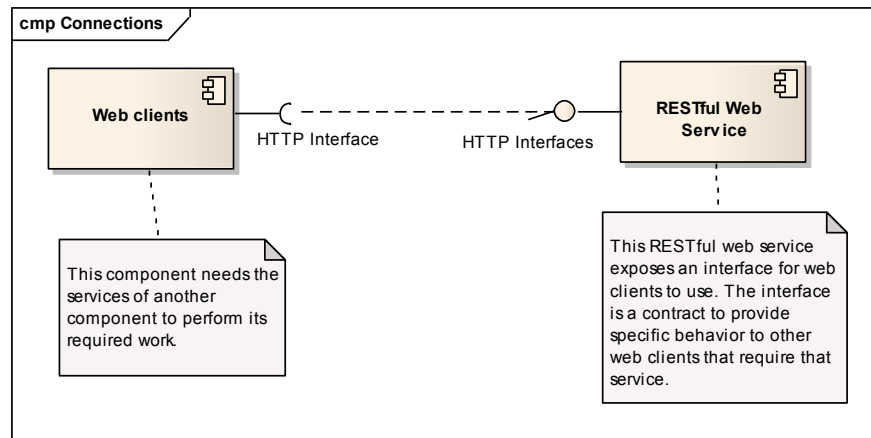 cmp Connections
Web clients
HTTP Interface
HTTP Interfaces
RESTful Web
Service
This component needs the
services of another
component to perform its
required work.
This RESTful web service
exposes an interface for web
clients to use. The interface
is a contract to provide
specific behavior to other
web clients that require that
service.